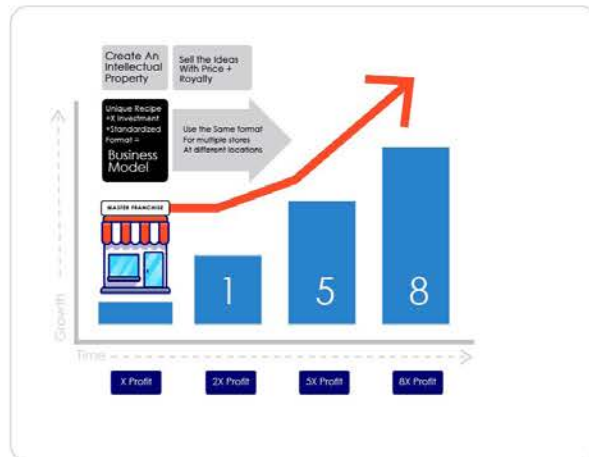 Create An
Intellectual
Property
Sell the Ideas
With Price +
Royalty
Unique Recipe
+X Investment
+Standardized
Format =
Business
Model
Use the Same format
For multiple stores
At different locations
MASTER FRANCHISE
1
5
8
Growth
Time
X Profit
2X Profit
5X Profit
8X Profit